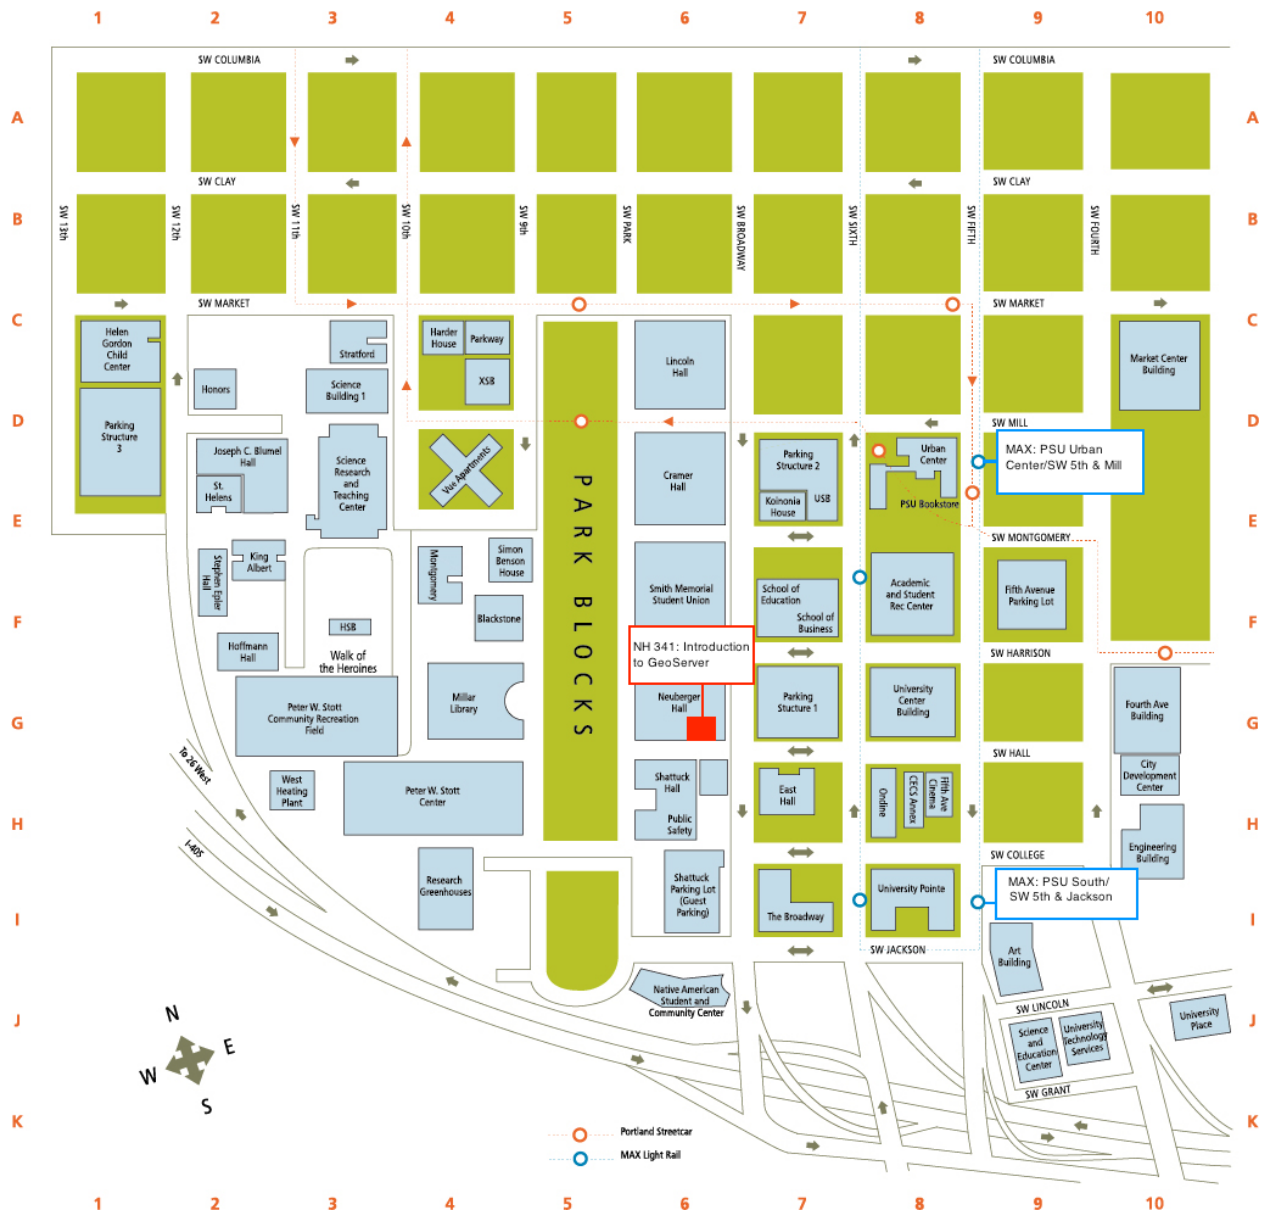 1 2 3 4 5 6 7 8 9 10
SW COLUMBIA
SW COLUMBIA
A
A
SW CLAY
SW CLAY
B
B
SW 13th
SW 12th
SW 11th
SW 10th
SW 9th
SW PARK
SW BROADWAY
SW SIXTH
SW FIFTH
SW FOURTH
SW MARKET
SW MARKET
C
C
Helen
Gordon
Child
Center
Stratford
Harder
House
Parkway
XSB
Lincoln
Hall
Market Center
Building
Honors
Science
Building 1
D
D
SW MILL
Parking
Structure
3
Joseph C. Blumel
Hall
St.
Helens
Science
Research
and
Teaching
Center
Vue Apartments
PARK BLOCKS
Cramer
Hall
Parking
Structure 2
Koinonia
House
USB
Urban
Center
PSU Bookstore
MAX: PSU Urban
Center/SW 5th & Mill
E
E
SW MONTGOMERY
Stephen Epler
Hall
King
Albert
Montgomery
Simon
Benson
House
Blackstone
Smith Memorial
Student Union
School of
Education
School of
Business
Academic
and Student
Rec Center
Fifth Avenue
Parking Lot
F
F
HSB
Hoffmann
Hall
Walk of
the Heroines
NH 341: Introduction
to GeoServer
SW HARRISON
Peter W. Stott
Community Recreation
Field
Millar
Library
Neuberger
Hall
Parking
Stucture 1
University
Center
Building
Fourth Ave
Building
G
G
To 26 West
SW HALL
West
Heating
Plant
Peter W. Stott
Center
Shattuck
Hall
Public
Safety
East
Hall
Ondine
CECS Annex
Fifth Ave
Cinema
City
Development
Center
H
H
I-405
SW COLLEGE
Engineering
Building
Research
Greenhouses
Shattuck
Parking Lot
(Guest
Parking)
The Broadway
University Pointe
MAX: PSU South/
SW 5th & Jackson
I
I
SW JACKSON
Art
Building
Native American
Student and
Community Center
SW LINCOLN
University
Place
J
J
Science
and
Education
Center
University
Technology
Services
N
E
W
S
SW GRANT
K
K
Portland Streetcar
MAX Light Rail
1 2 3 4 5 6 7 8 9 10